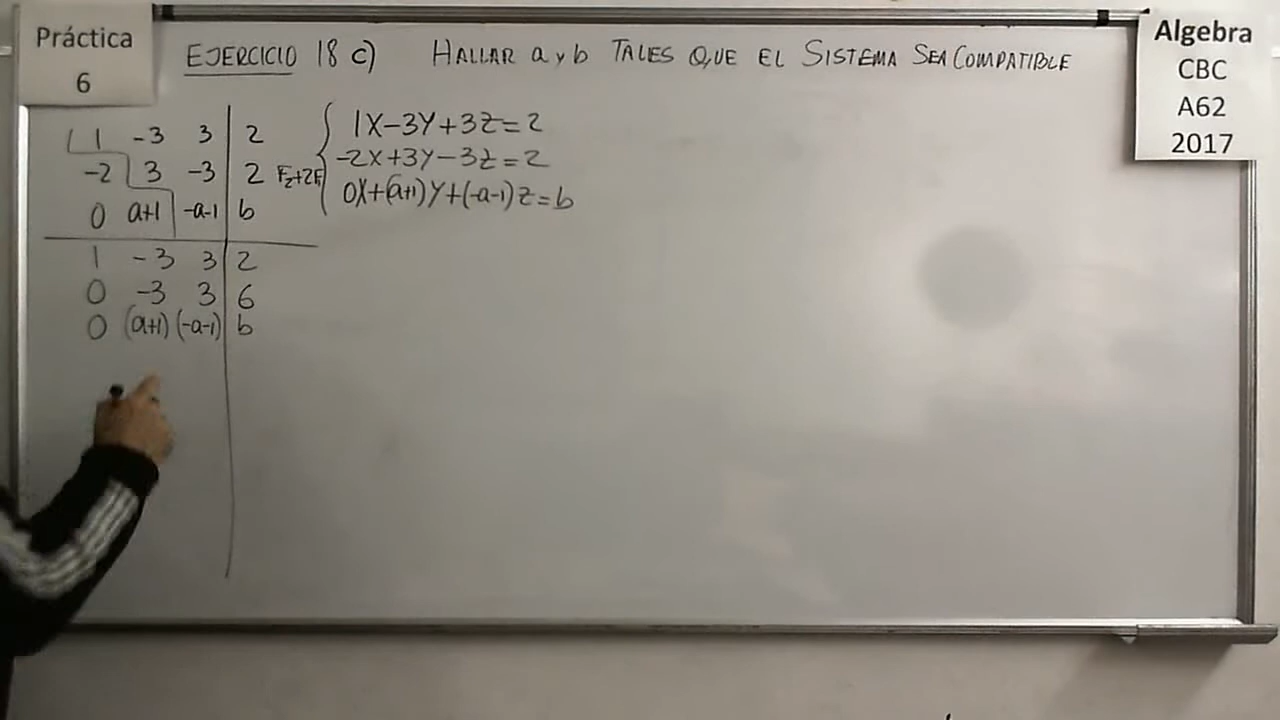 Práctica
6
EJERCICIO 18 c) HALLAR a y b TALES QUE EL SISTEMA SEA COMPATIBLE
Algebra
CBC
A62
2017
1 -3 3 2
-2 3 -3 2 F2+2F1
0 a+1 -a-1 b
1X-3Y+3Z=2
-2X+3Y-3Z=2
0X+(a+1)Y+(-a-1)Z=b
1 -3 3 2
0 -3 3 6
0 (a+1) (-a-1) b